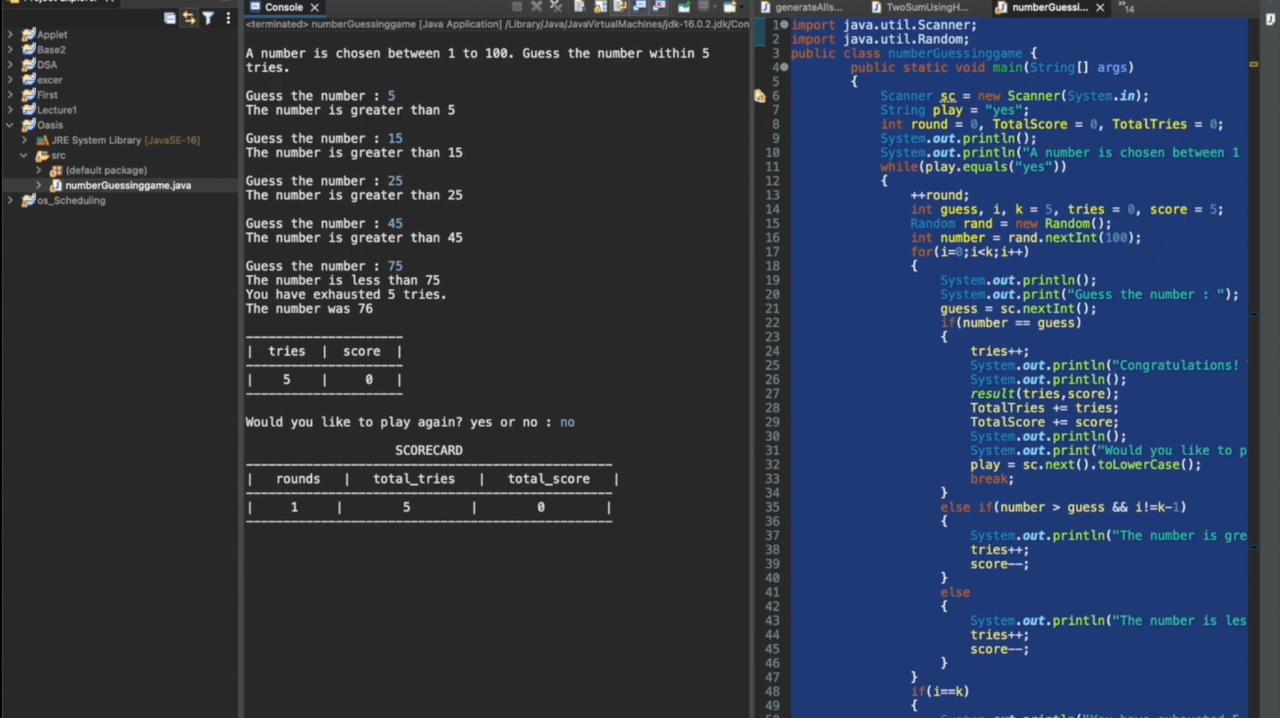 Project Explorer
Applet
Base2
DSA
excer
First
Lecture1
Oasis
JRE System Library [JavaSE-16]
src
(default package)
numberGuessinggame.java
os_Scheduling
Console
<terminated> numberGuessinggame [Java Application] /Library/Java/JavaVirtualMachines/jdk-16.0.2.jdk/Con
A number is chosen between 1 to 100. Guess the number within 5
tries.
Guess the number : 5
The number is greater than 5
Guess the number : 15
The number is greater than 15
Guess the number : 25
The number is greater than 25
Guess the number : 45
The number is greater than 45
Guess the number : 75
The number is less than 75
You have exhausted 5 tries.
The number was 76
| tries | score |
| 5 | 0 |
Would you like to play again? yes or no : no
SCORECARD
| rounds | total_tries | total_score |
| 1 | 5 | 0 |
generateAlls... TwoSumUsingH... numberGuessi... »14
1 import java.util.Scanner;
2 import java.util.Random;
3 public class numberGuessinggame {
4 public static void main(String[] args)
5 {
6 Scanner sc = new Scanner(System.in);
7 String play = "yes";
8 int round = 0, TotalScore = 0, TotalTries = 0;
9 System.out.println();
10 System.out.println("A number is chosen between 1
11 while(play.equals("yes"))
12 {
13 ++round;
14 int guess, i, k = 5, tries = 0, score = 5;
15 Random rand = new Random();
16 int number = rand.nextInt(100);
17 for(i=0;i<k;i++)
18 {
19 System.out.println();
20 System.out.print("Guess the number : ");
21 guess = sc.nextInt();
22 if(number == guess)
23 {
24 tries++;
25 System.out.println("Congratulations!
26 System.out.println();
27 result(tries,score);
28 TotalTries += tries;
29 TotalScore += score;
30 System.out.println();
31 System.out.print("Would you like to p
32 play = sc.next().toLowerCase();
33 break;
34 }
35 else if(number > guess && i!=k-1)
36 {
37 System.out.println("The number is gre
38 tries++;
39 score--;
40 }
41 else
42 {
43 System.out.println("The number is les
44 tries++;
45 score--;
46 }
47 }
48 if(i==k)
49 {